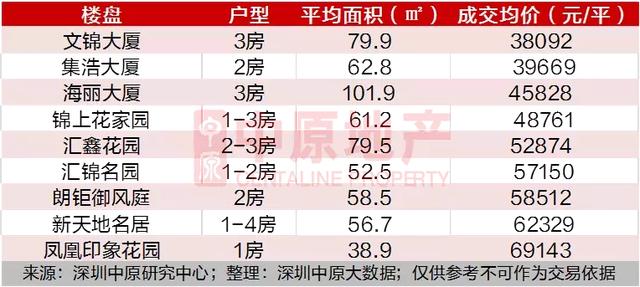 楼盘 户型 平均面积（㎡） 成交均价（元/平）
文锦大厦 3房 79.9 38092
集浩大厦 2房 62.8 39669
海丽大厦 3房 101.9 45828
锦上花家园 1-3房 61.2 48761
汇鑫花园 2-3房 79.5 52874
汇锦名园 1-2房 52.5 57150
朗钜御风庭 2房 58.5 58512
新天地名居 1-4房 56.7 62329
凤凰印象花园 1房 38.9 69143
来源：深圳中原研究中心；整理：深圳中原大数据；仅供参考不可作为交易依据
中原地产
CENTALINE PROPERTY